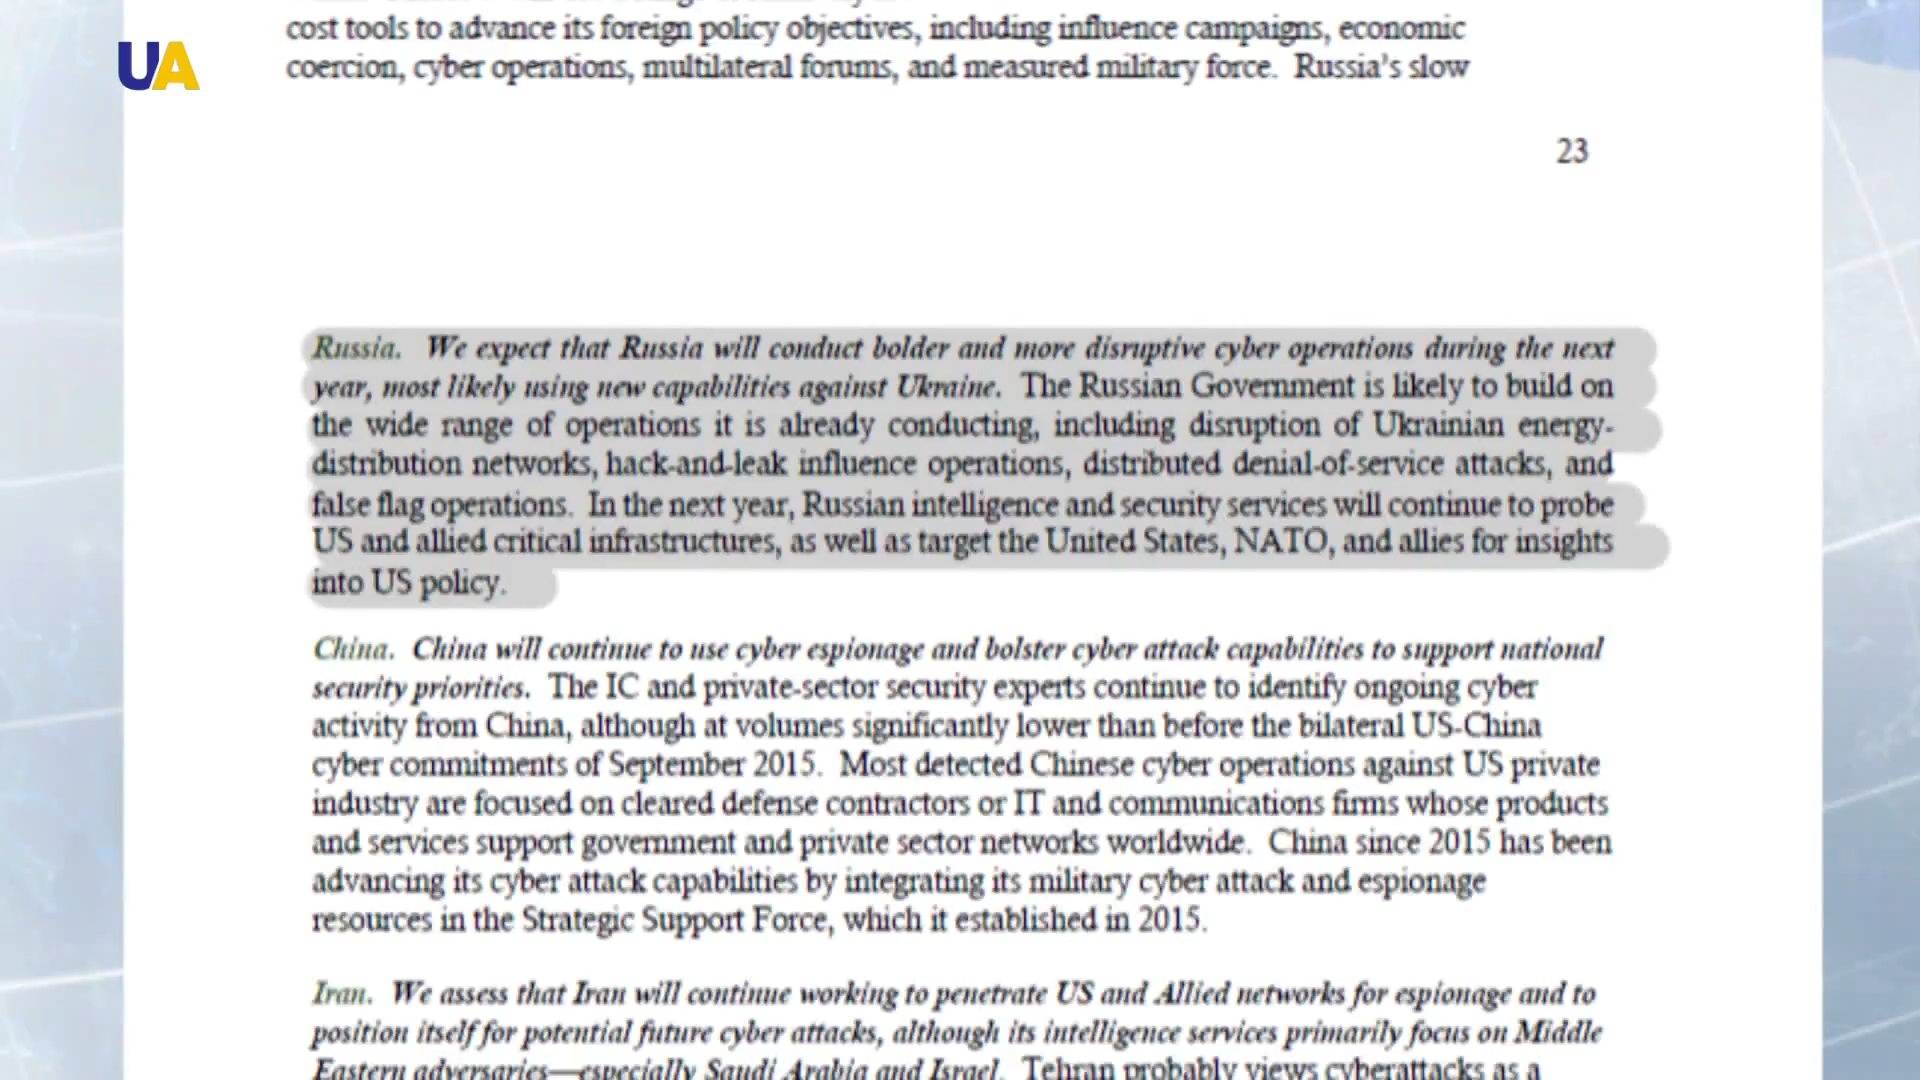 cost tools to advance its foreign policy objectives, including influence campaigns, economic
UA
coercion, cyber operations, multilateral forums, and measured military force. Russia's slow
23
Russia. We expect that Russia will conduct bolder and more disruptive cyber operations during the next
year, most likely using new capabilities against Ukraine. The Russian Government is likely to build on
the wide range of operations it is already conducting, including disruption of Ukrainian energy-
distribution networks, hack-and-leak influence operations, distributed denial-of-service attacks, and
false flag operations. In the next year, Russian intelligence and security services will continue to probe
US and allied critical infrastructures, as well as target the United States, NATO, and allies for insights
into US policy.
China. China will continue to use cyber espionage and bolster cyber attack capabilities to support national
security priorities. The IC and private-sector security experts continue to identify ongoing cyber
activity from China, although at volumes significantly lower than before the bilateral US-China
cyber commitments of September 2015. Most detected Chinese cyber operations against US private
industry are focused on cleared defense contractors or IT and communications firms whose products
and services support government and private sector networks worldwide. China since 2015 has been
advancing its cyber attack capabilities by integrating its military cyber attack and espionage
resources in the Strategic Support Force, which it established in 2015.
Iran. We assess that Iran will continue working to penetrate US and Allied networks for espionage and to
position itself for potential future cyber attacks, although its intelligence services primarily focus on Middle
Eastern adversaries—especially Saudi Arabia and Israel. Tehran probably views cyberattacks as a